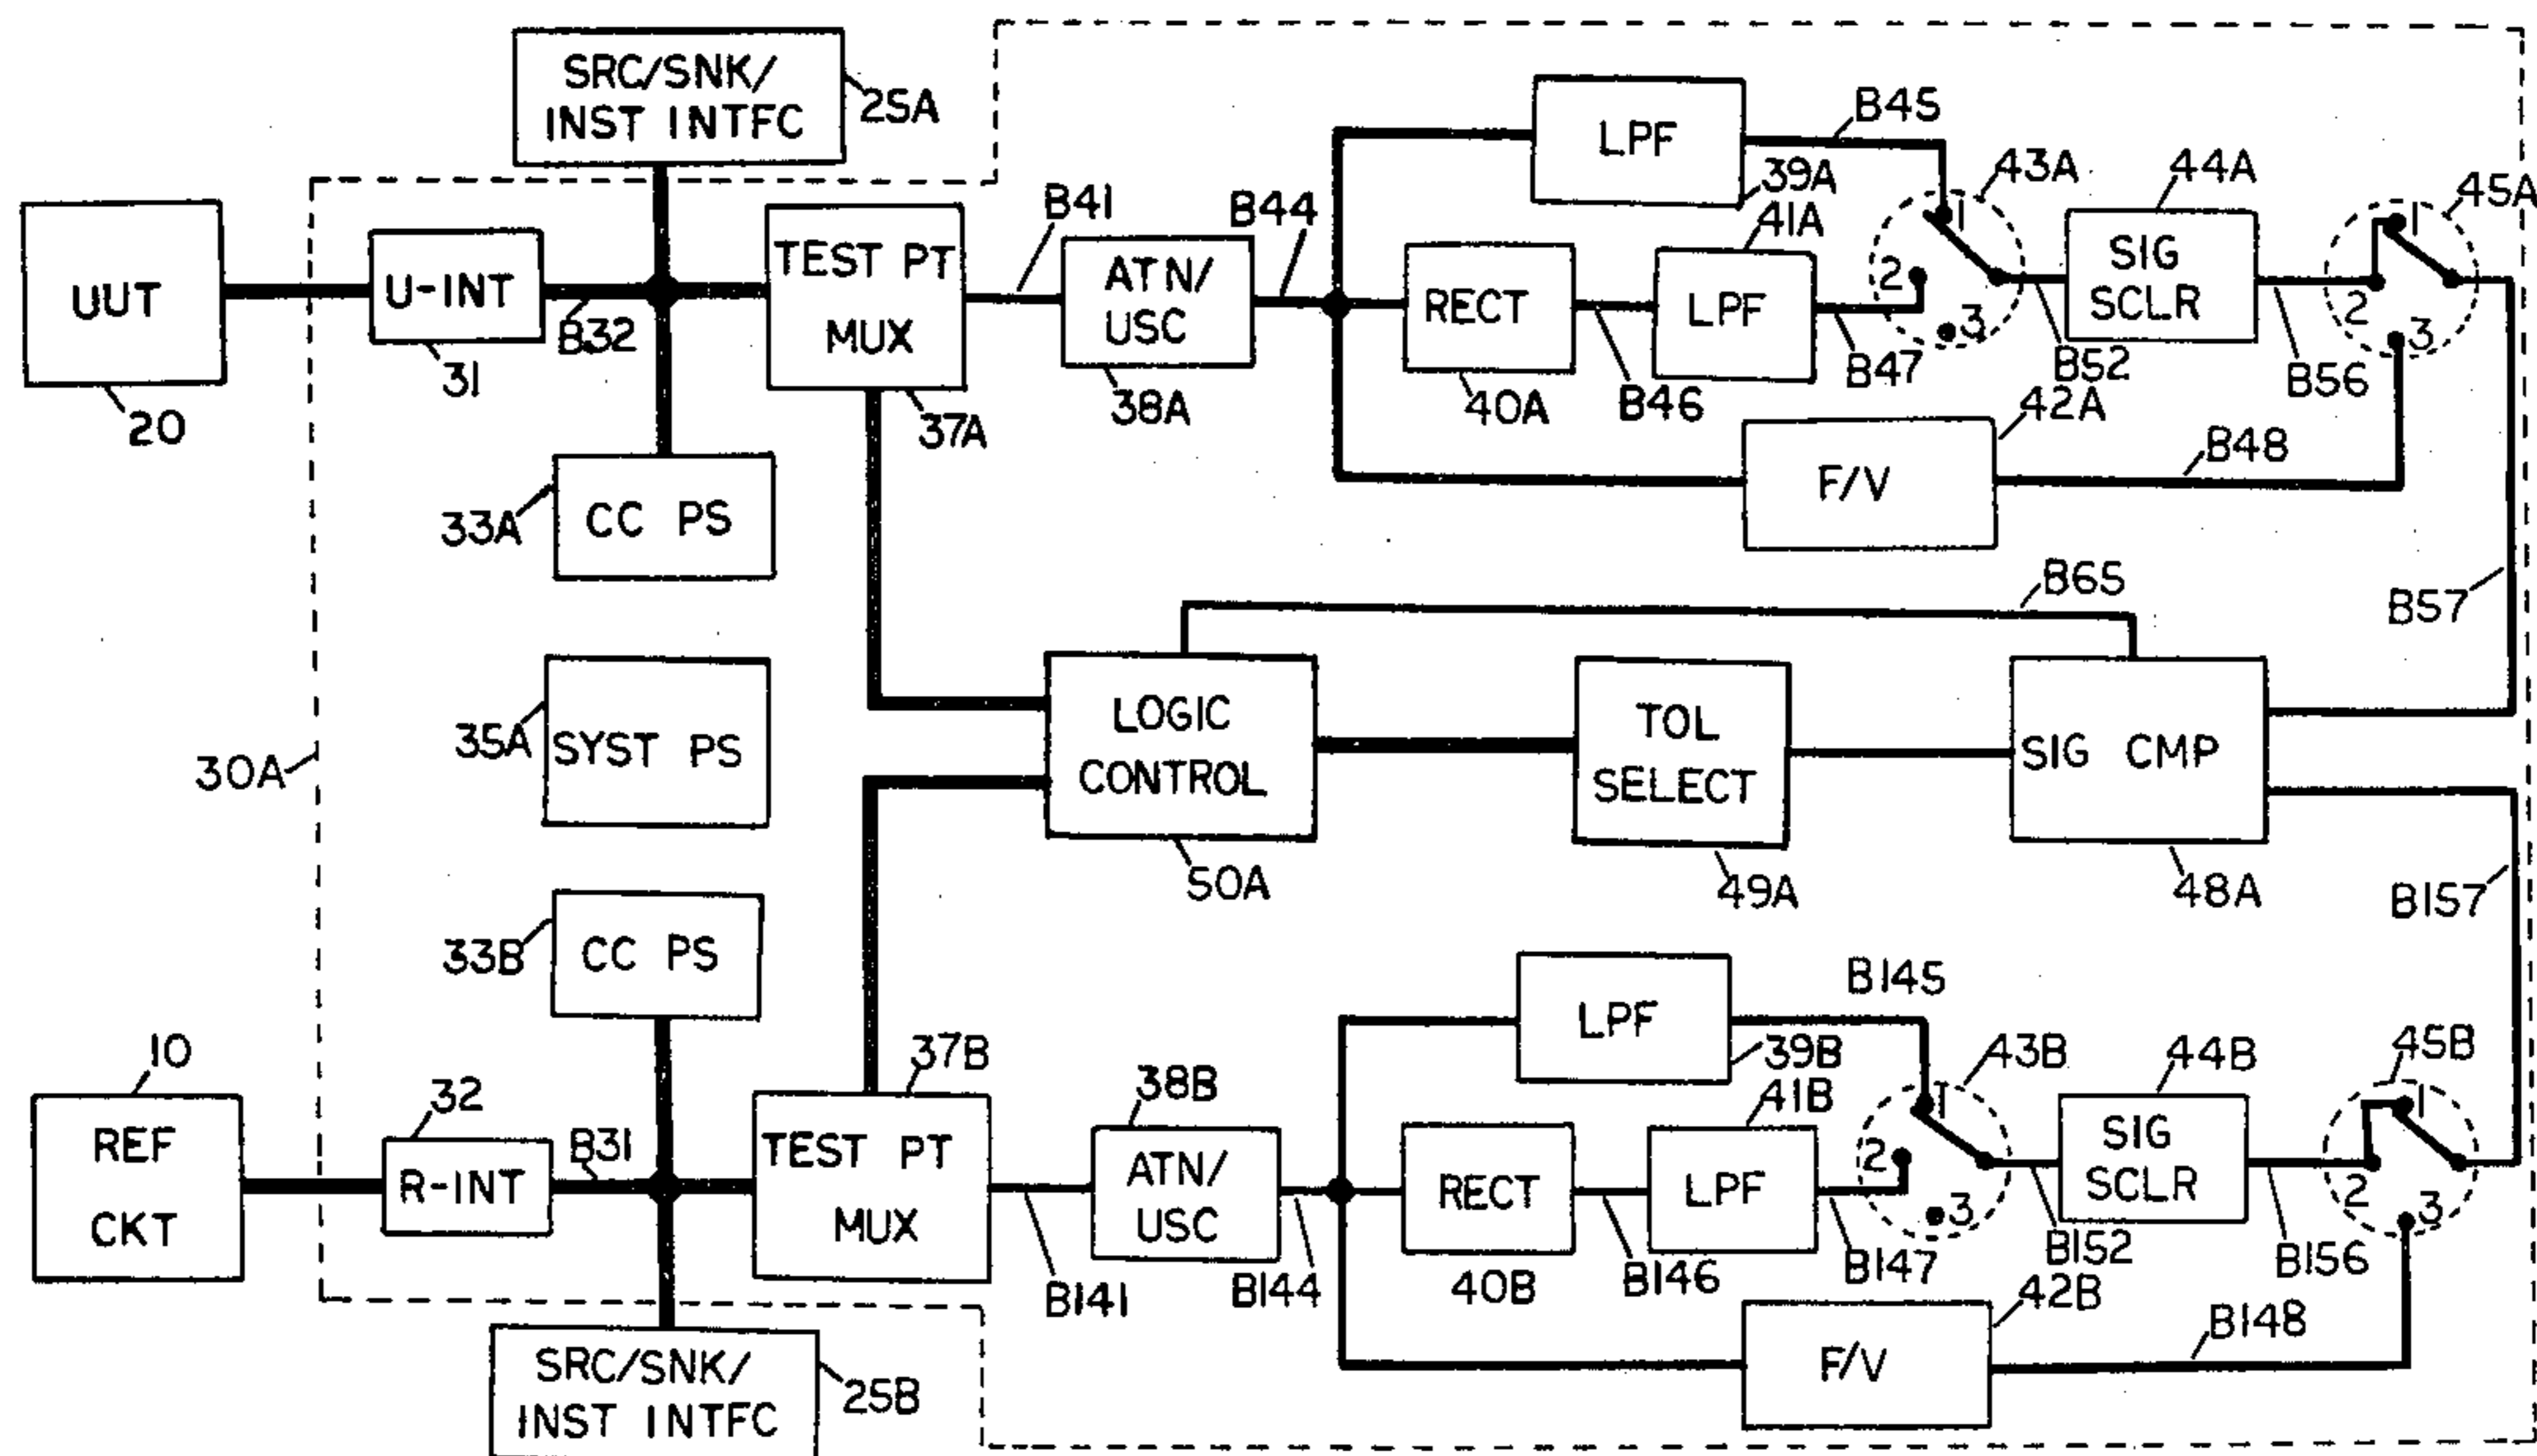 SRC/SNK/
INST INTFC
25A
UUT
20
U-INT
31
B32
TEST PT
MUX
37A
B41
ATN/
USC
38A
B44
LPF
39A
B45
RECT
40A
B46
LPF
41A
B47
43A
1
2
3
B52
SIG
SCLR
44A
B56
45A
1
2
3
F/V
42A
B48
B57
CC PS
33A
SYST PS
35A
30A
B65
LOGIC
CONTROL
50A
TOL
SELECT
49A
SIG CMP
48A
B157
CC PS
33B
REF
CKT
10
R-INT
32
B31
TEST PT
MUX
37B
B141
ATN/
USC
38B
B144
LPF
39B
B145
RECT
40B
B146
LPF
41B
B147
43B
1
2
3
B152
SIG
SCLR
44B
B156
45B
1
2
3
F/V
42B
B148
SRC/SNK/
INST INTFC
25B